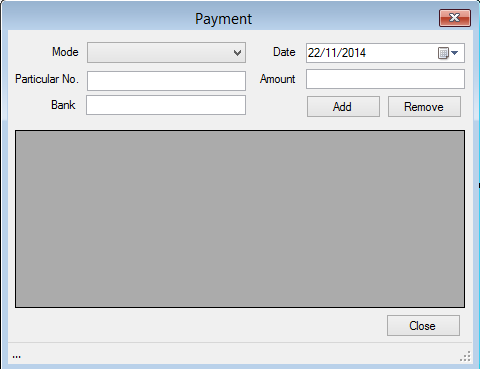 Payment
Mode
Date 22/11/2014
Particular No.
Amount
Bank
Add Remove
Close
...